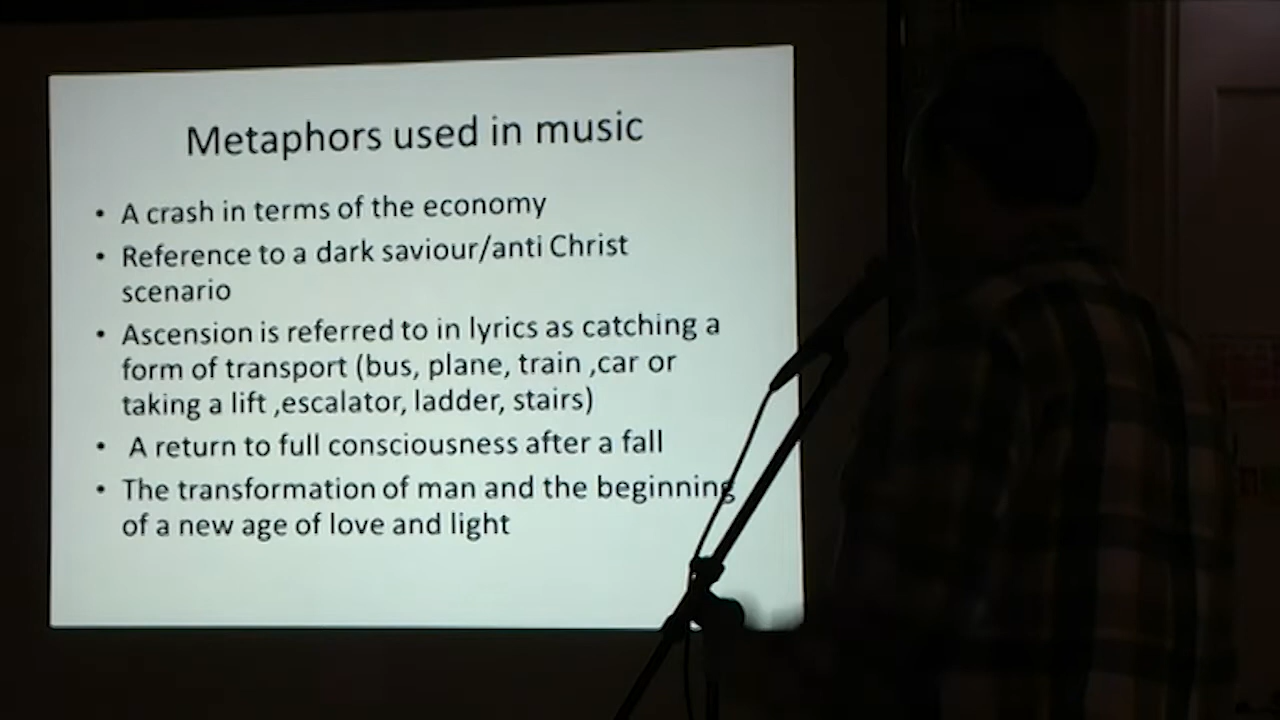 Metaphors used in music
• A crash in terms of the economy
• Reference to a dark saviour/anti Christ
scenario
• Ascension is referred to in lyrics as catching a
form of transport (bus, plane, train ,car or
taking a lift ,escalator, ladder, stairs)
• A return to full consciousness after a fall
• The transformation of man and the beginning
of a new age of love and light